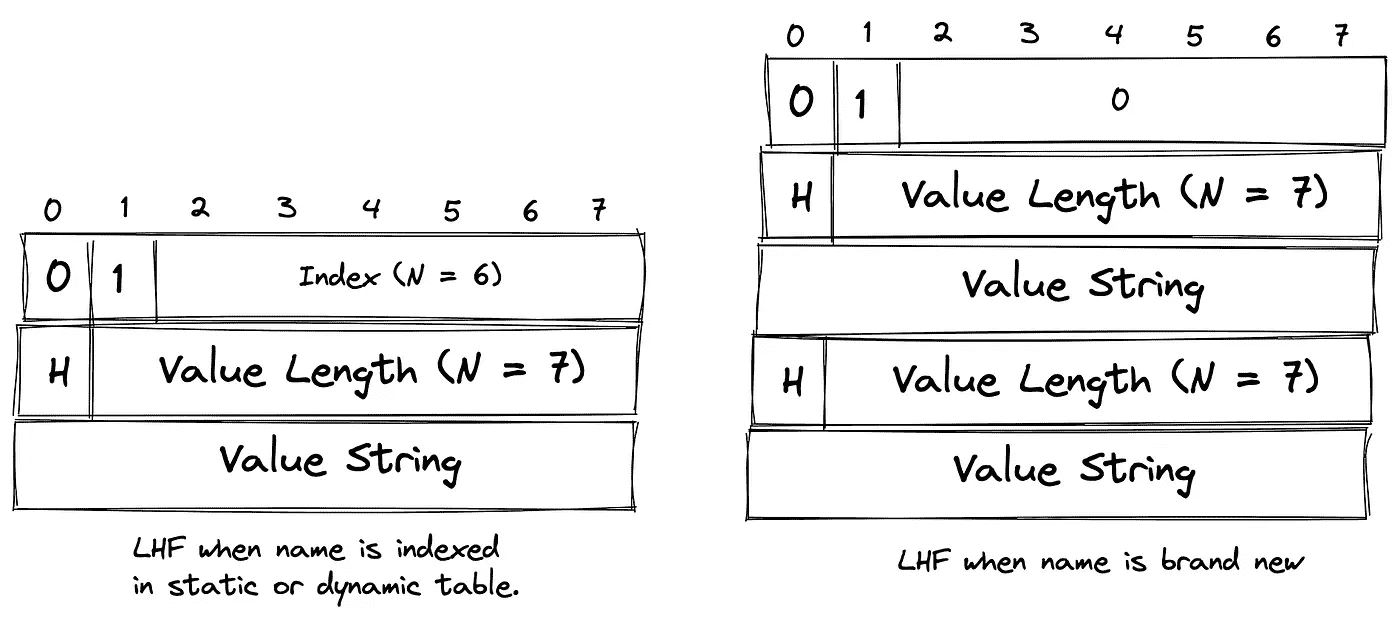 0 1 2 3 4 5 6 7
0 1 Index (N = 6)
H Value Length (N = 7)
Value String
LHF when name is indexed
in static or dynamic table.
0 1 2 3 4 5 6 7
0 1 0
H Value Length (N = 7)
Value String
H Value Length (N = 7)
Value String
LHF when name is brand new